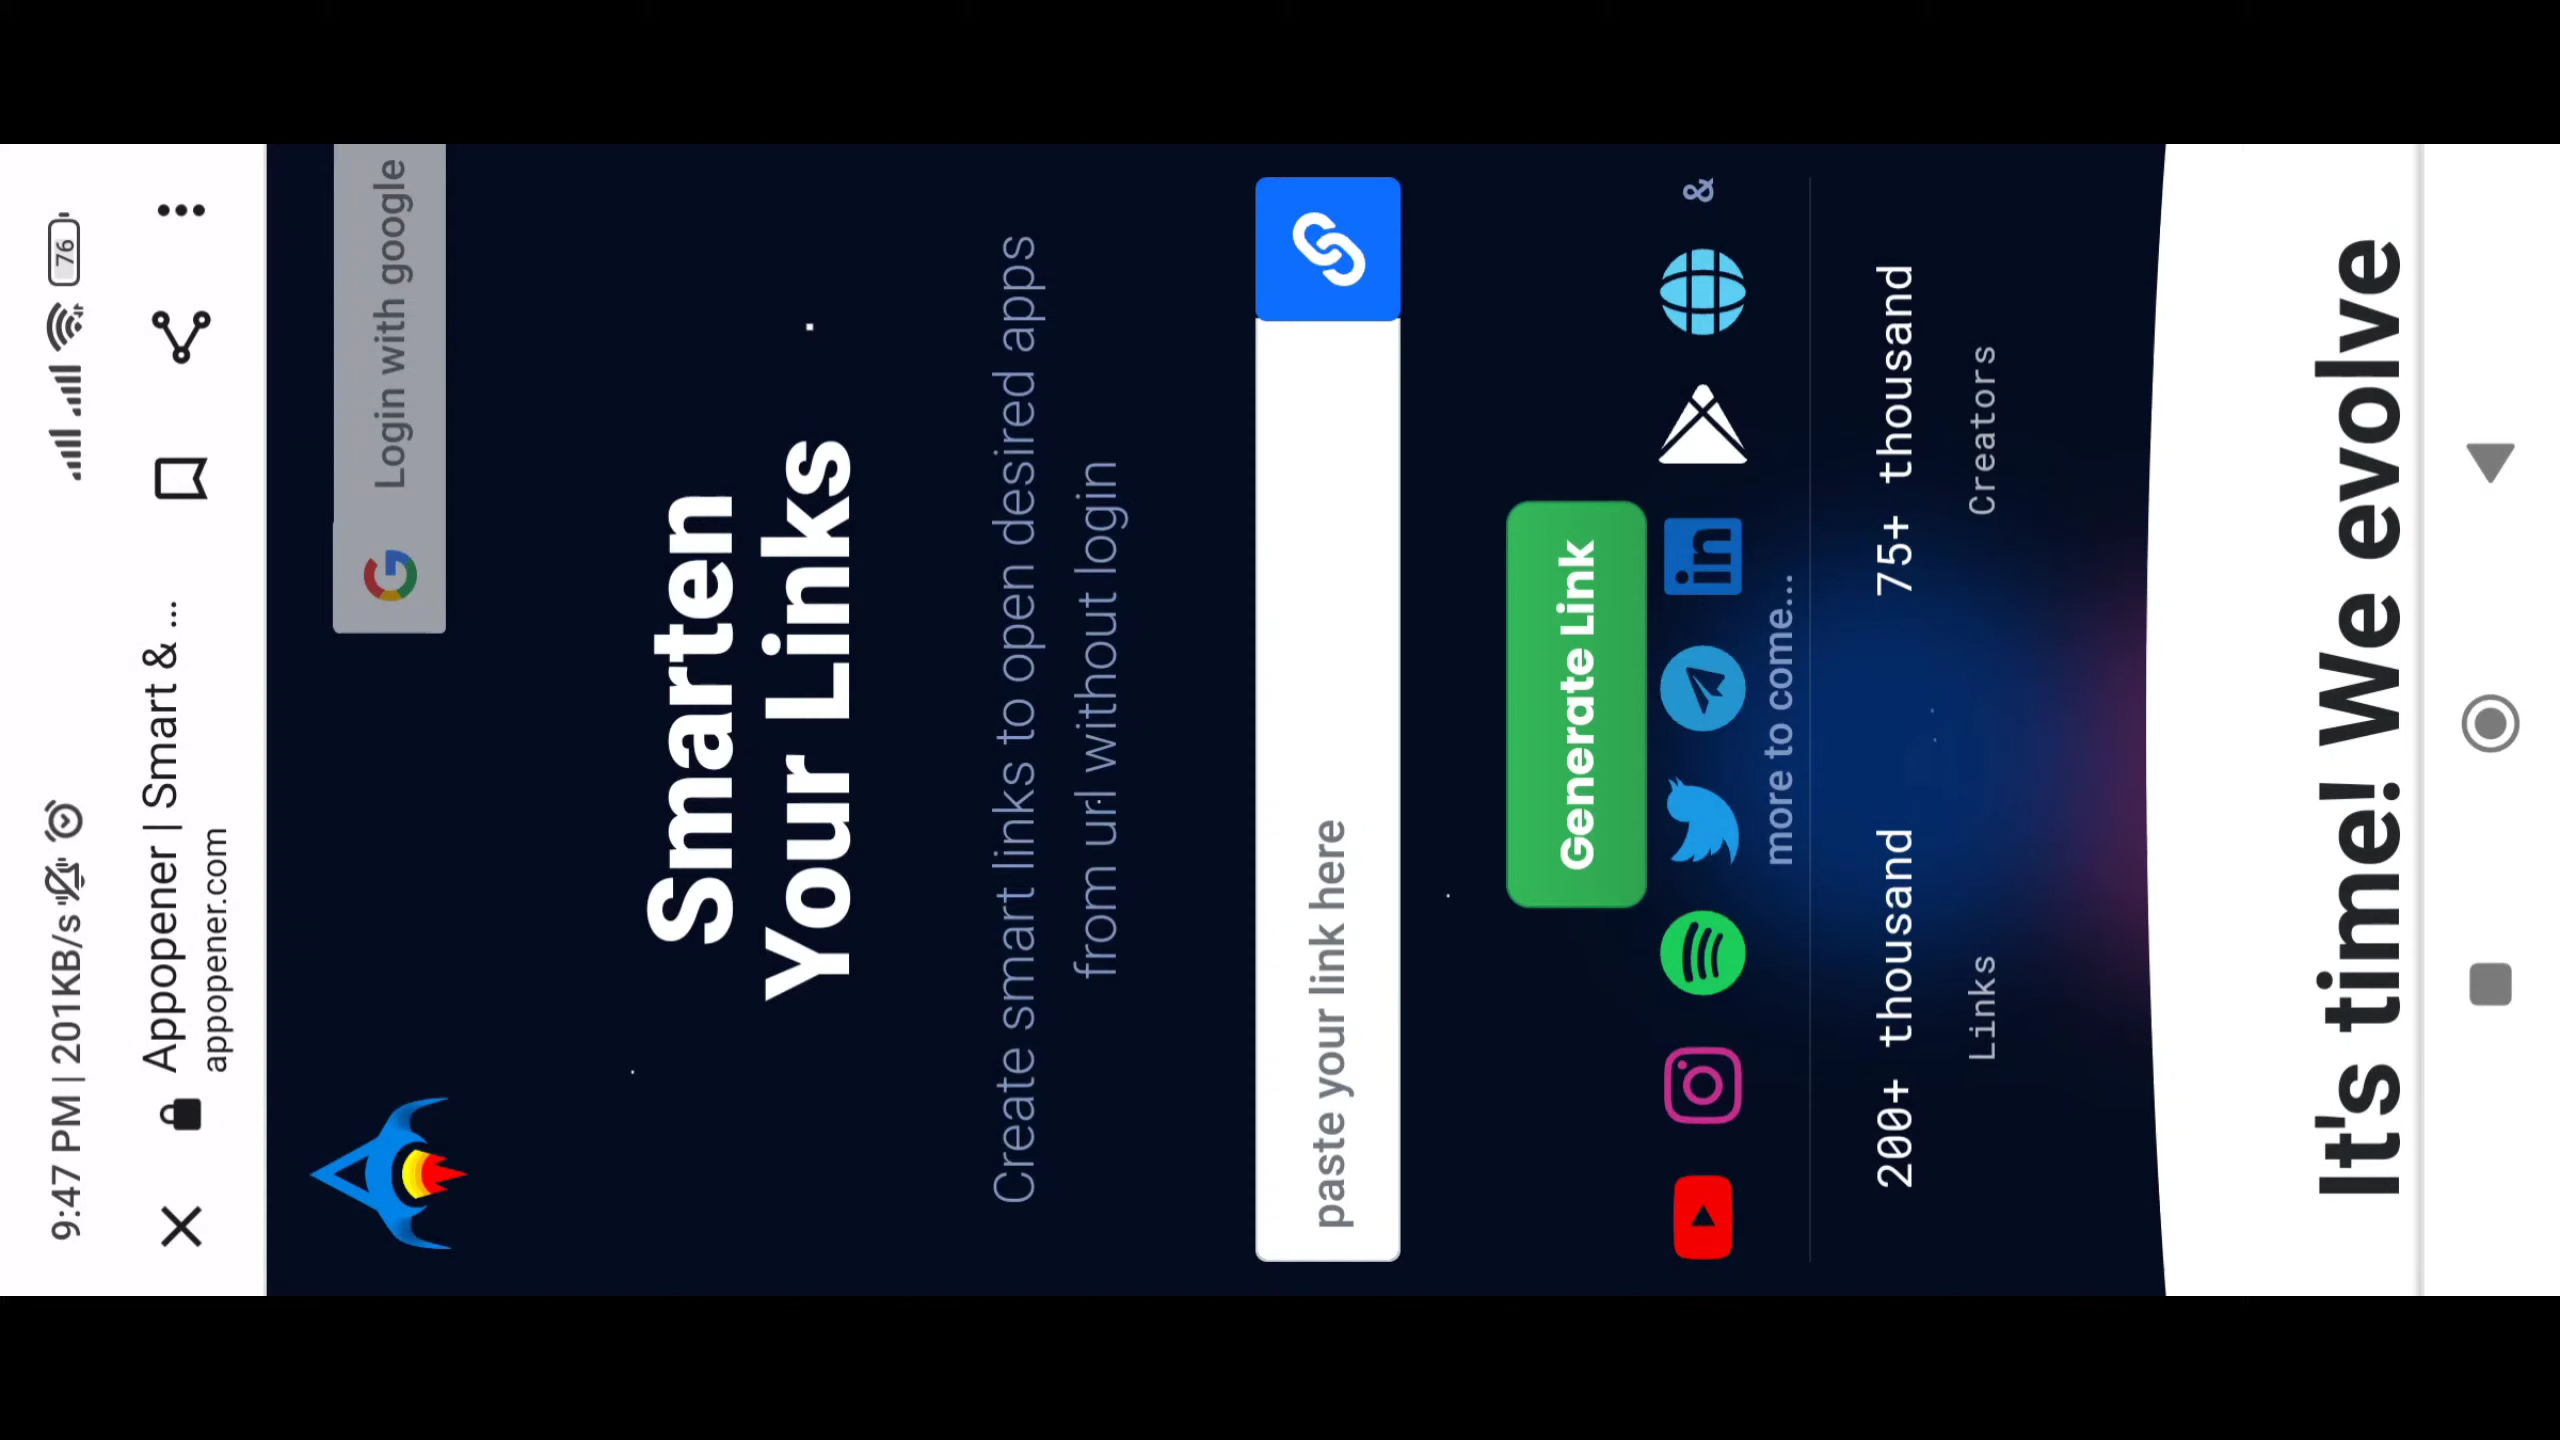 9:47 PM | 201KB/s
76
Appopener | Smart & ...
appopener.com
Login with google
Smarten
Your Links
Create smart links to open desired apps
from url without login
paste your link here
Generate Link
&
more to come...
200+ thousand
75+ thousand
Links
Creators
It's time! We evolve